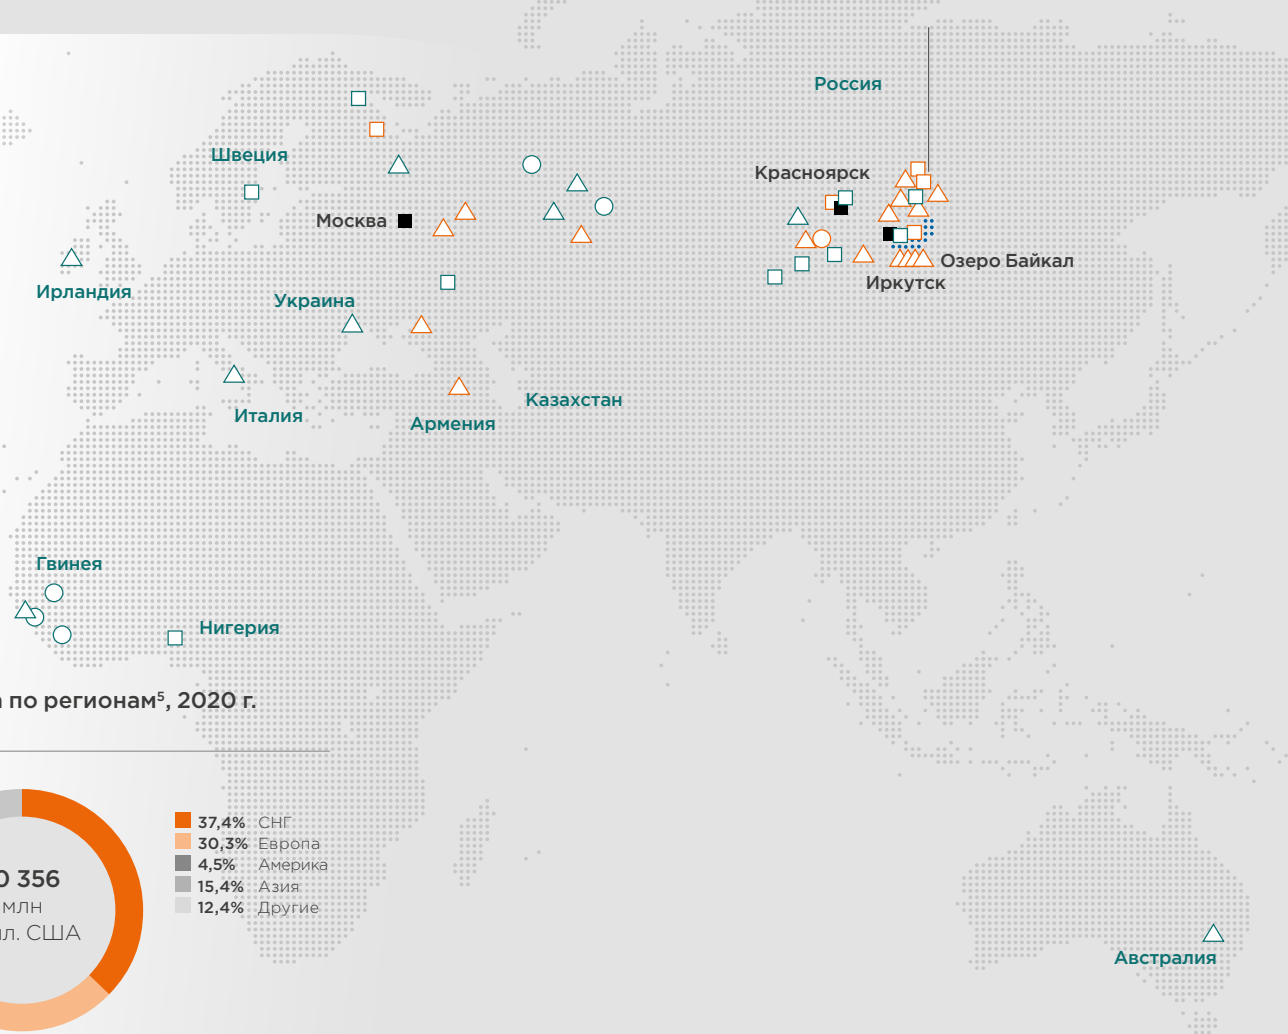 Россия
Швеция
Красноярск
Москва
Озеро Байкал
Ирландия
Иркутск
Украина
Казахстан
Италия
Армения
Гвинея
Нигерия
по регионам⁵, 2020 г.
37,4% СНГ
30,3% Европа
4,5% Америка
15,4% Азия
12,4% Другие
356
млн
США
Австралия